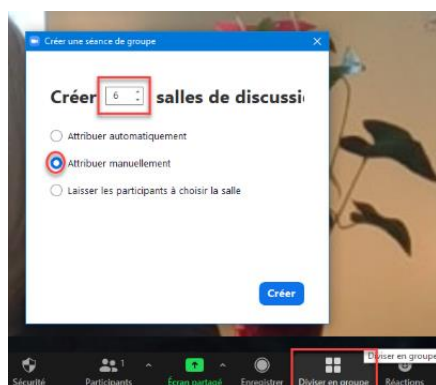 Créer une séance de groupe
Créer 6 salles de discussi
Attribuer automatiquement
Attribuer manuellement
Laisser les participants à choisir la salle
Créer
Diviser en groupe
1
Sécurité Participants Écran partagé Enregistrer Diviser en groupe Réactions